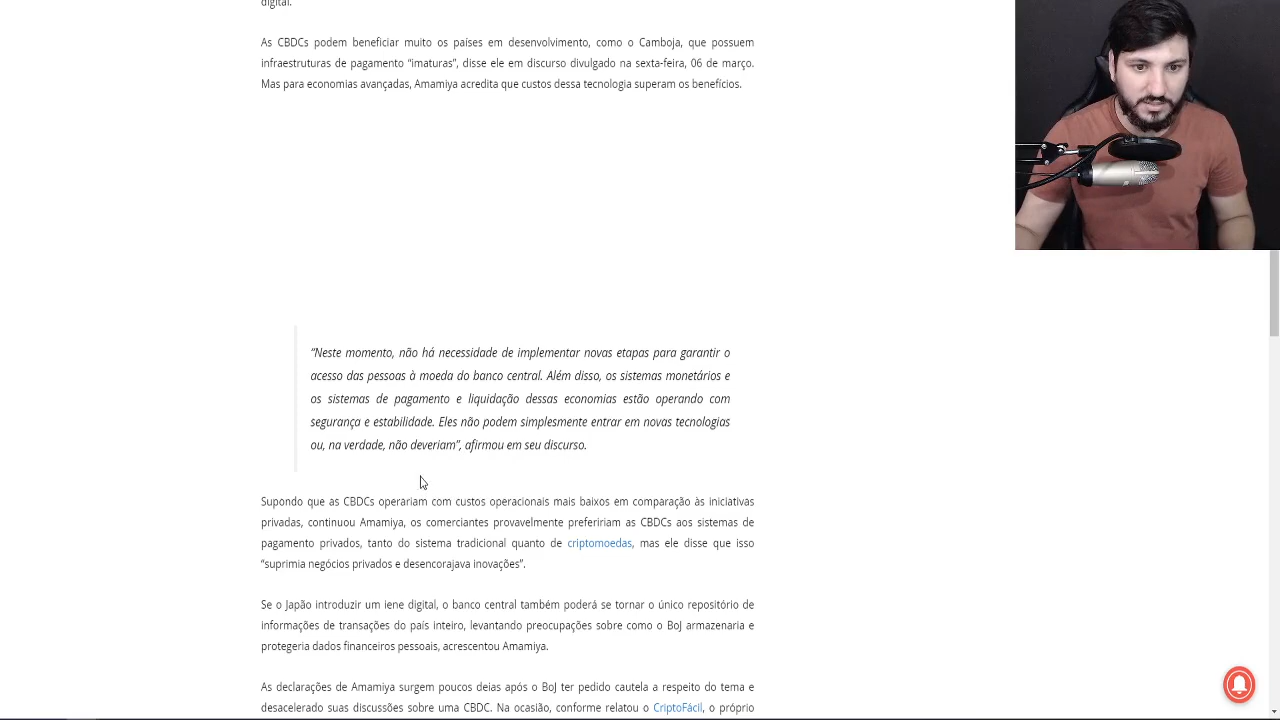 digital.
As CBDCs podem beneficiar muito os países em desenvolvimento, como o Camboja, que possuem
infraestruturas de pagamento “imaturas”, disse ele em discurso divulgado na sexta-feira, 06 de março.
Mas para economias avançadas, Amamiya acredita que custos dessa tecnologia superam os benefícios.
“Neste momento, não há necessidade de implementar novas etapas para garantir o
acesso das pessoas à moeda do banco central. Além disso, os sistemas monetários e
os sistemas de pagamento e liquidação dessas economias estão operando com
segurança e estabilidade. Eles não podem simplesmente entrar em novas tecnologias
ou, na verdade, não deveriam”, afirmou em seu discurso.
Supondo que as CBDCs operariam com custos operacionais mais baixos em comparação às iniciativas
privadas, continuou Amamiya, os comerciantes provavelmente prefeririam as CBDCs aos sistemas de
pagamento privados, tanto do sistema tradicional quanto de criptomoedas, mas ele disse que isso
“suprimia negócios privados e desencorajava inovações”.
Se o Japão introduzir um iene digital, o banco central também poderá se tornar o único repositório de
informações de transações do país inteiro, levantando preocupações sobre como o BoJ armazenaria e
protegeria dados financeiros pessoais, acrescentou Amamiya.
As declarações de Amamiya surgem poucos deias após o BoJ ter pedido cautela a respeito do tema e
desacelerado suas discussões sobre uma CBDC. Na ocasião, conforme relatou o CriptoFácil, o próprio